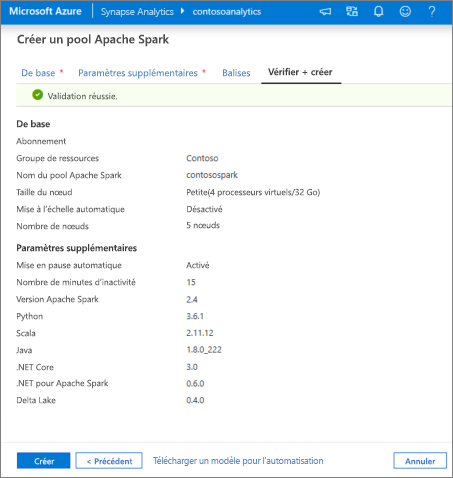 Microsoft Azure Synapse Analytics contosoanalytics ?
Créer un pool Apache Spark
De base * Paramètres supplémentaires * Balises Vérifier + créer
Validation réussie.
De base
Abonnement
Groupe de ressources Contoso
Nom du pool Apache Spark contosospark
Taille du nœud Petite(4 processeurs virtuels/32 Go)
Mise à l'échelle automatique Désactivé
Nombre de nœuds 5 nœuds
Paramètres supplémentaires
Mise en pause automatique Activé
Nombre de minutes d'inactivité 15
Version Apache Spark 2.4
Python 3.6.1
Scala 2.11.12
Java 1.8.0_222
.NET Core 3.0
.NET pour Apache Spark 0.6.0
Delta Lake 0.4.0
Créer < Précédent Télécharger un modèle pour l'automatisation Annuler